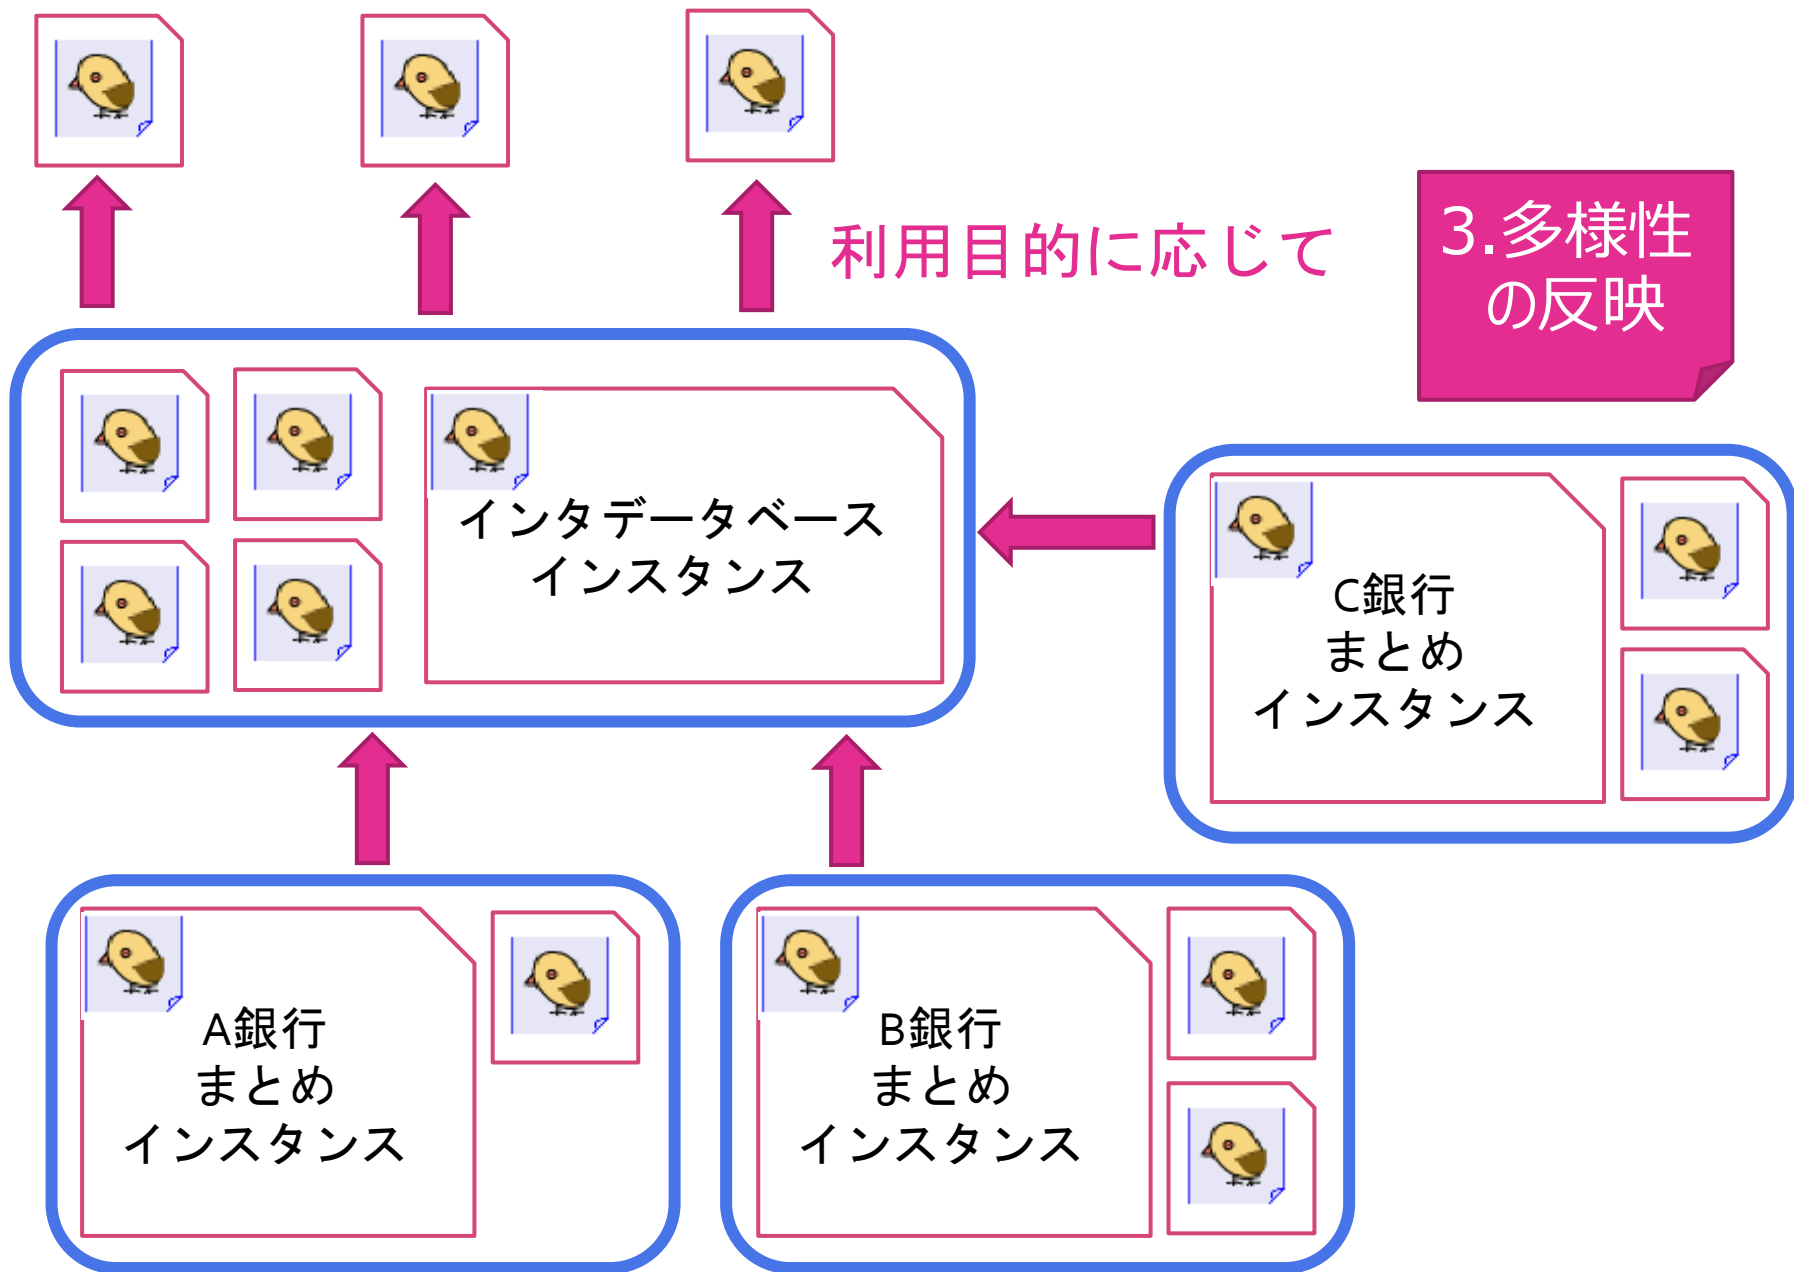 利用目的に応じて
3.多様性
の反映
インタデータベース
インスタンス
C銀行
まとめ
インスタンス
A銀行
まとめ
インスタンス
B銀行
まとめ
インスタンス